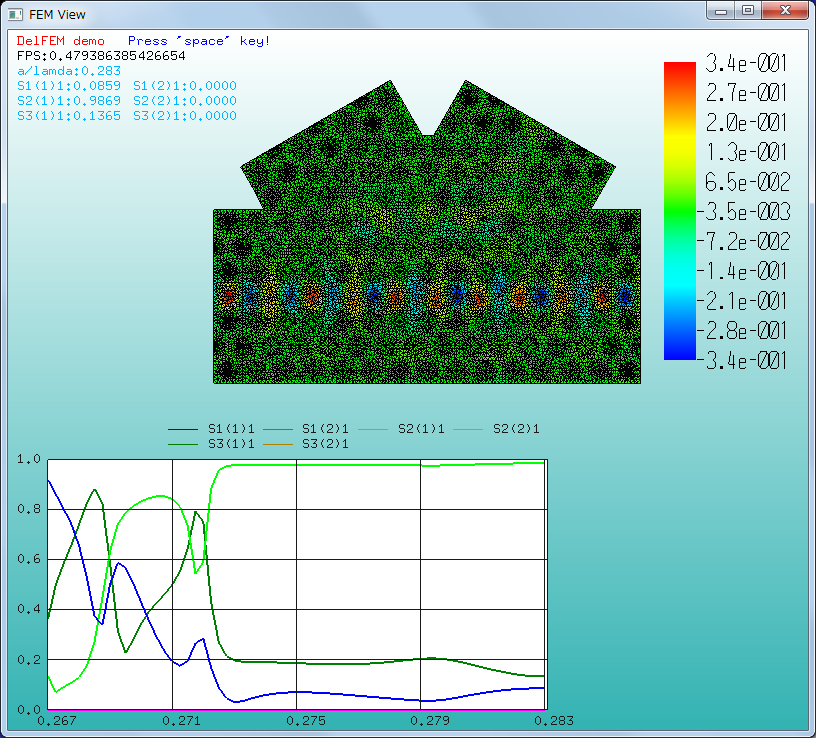 FEM View
DelFEM demo   Press "space" key!
FPS:0.479386385426654
a/lamda:0.283
S1(1)1:0.0859  S1(2)1:0.0000
S2(1)1:0.9869  S2(2)1:0.0000
S3(1)1:0.1365  S3(2)1:0.0000
3.4e-001
2.7e-001
2.0e-001
1.3e-001
6.5e-002
-3.5e-003
-7.2e-002
-1.4e-001
-2.1e-001
-2.8e-001
-3.4e-001
S1(1)1 S1(2)1 S2(1)1 S2(2)1
S3(1)1 S3(2)1
1.0
0.8
0.6
0.4
0.2
0.0
0.267 0.271 0.275 0.279 0.283